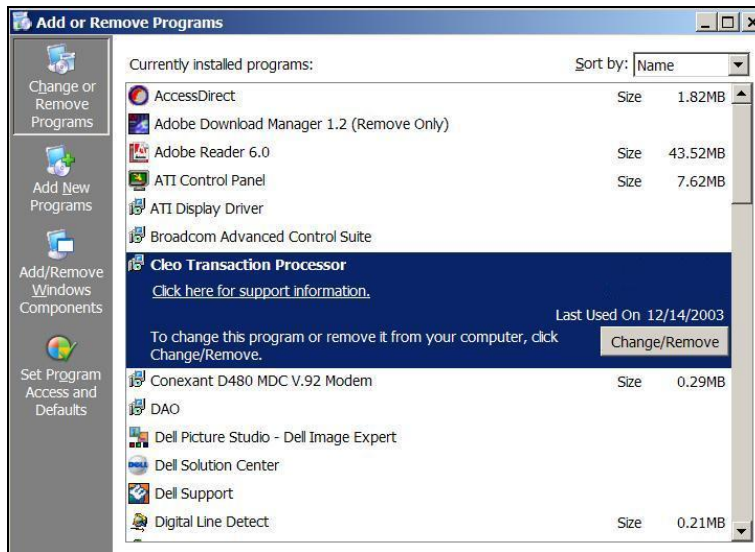 Add or Remove Programs
Change or
Remove
Programs
Add New
Programs
Add/Remove
Windows
Components
Set Program
Access and
Defaults
Currently installed programs:
Sort by: Name
AccessDirect Size 1.82MB
Adobe Download Manager 1.2 (Remove Only)
Adobe Reader 6.0 Size 43.52MB
ATI Control Panel Size 7.62MB
ATI Display Driver
Broadcom Advanced Control Suite
Cleo Transaction Processor
Click here for support information.
Last Used On 12/14/2003
To change this program or remove it from your computer, click
Change/Remove.
Change/Remove
Conexant D480 MDC V.92 Modem Size 0.29MB
DAO
Dell Picture Studio - Dell Image Expert
Dell Solution Center
Dell Support
Digital Line Detect Size 0.21MB